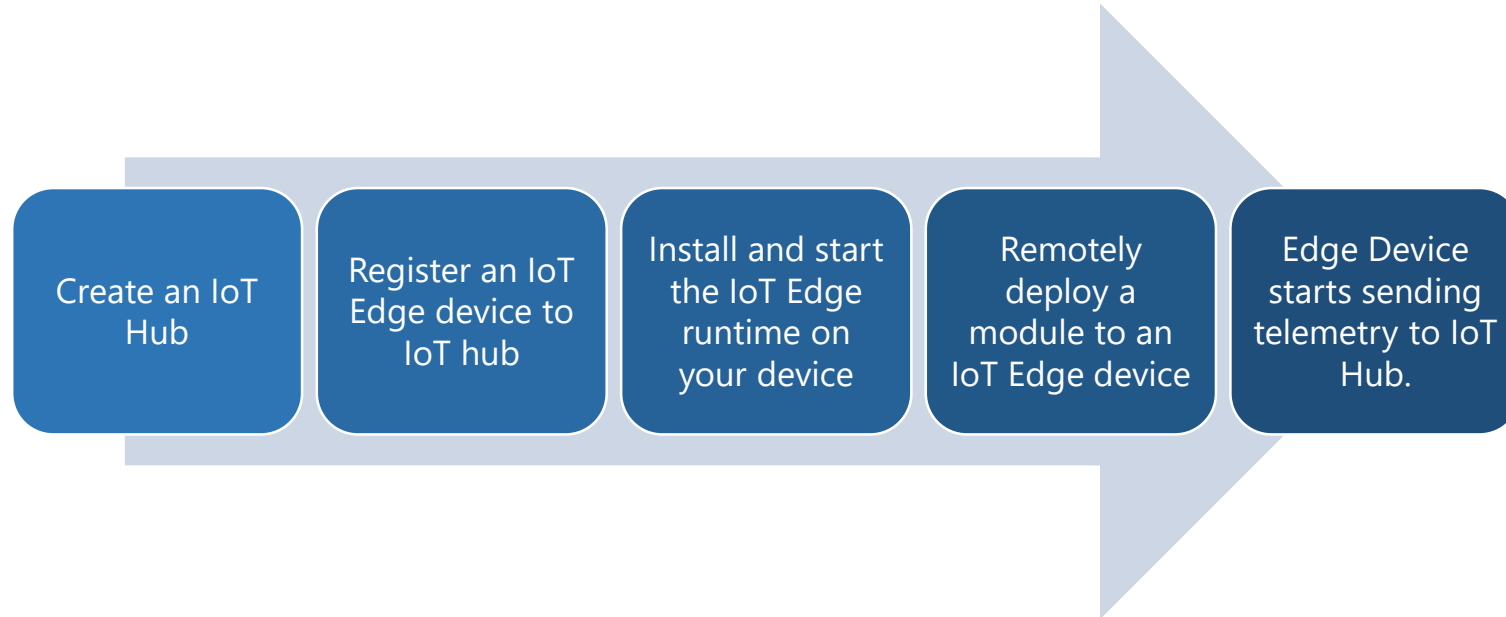 Create an IoT
Hub
Register an IoT
Edge device to
IoT hub
Install and start
the IoT Edge
runtime on
your device
Remotely
deploy a
module to an
IoT Edge device
Edge Device
starts sending
telemetry to IoT
Hub.